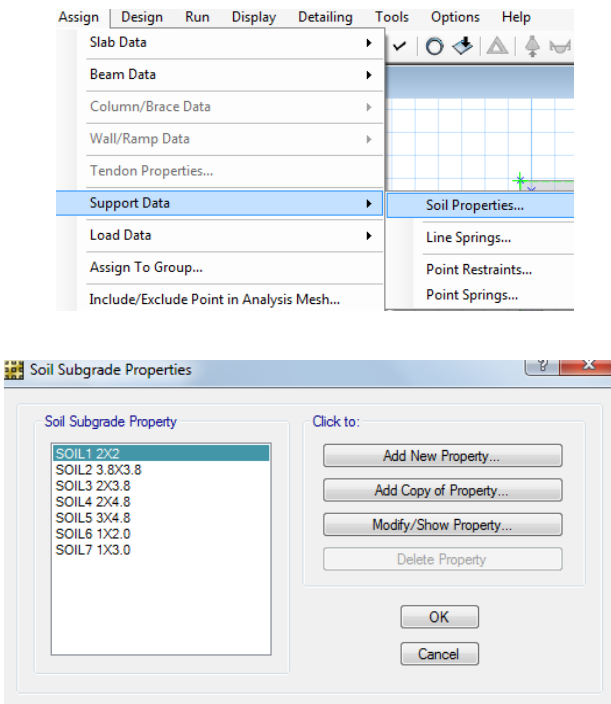 Assign Design Run Display Detailing Tools Options Help
Slab Data
Beam Data
Column/Brace Data
Wall/Ramp Data
Tendon Properties...
Support Data
Soil Properties...
Load Data
Line Springs...
Assign To Group...
Point Restraints...
Include/Exclude Point in Analysis Mesh...
Point Springs...
Soil Subgrade Properties
Soil Subgrade Property
Click to:
SOIL1 2X2
SOIL2 3.8X3.8
SOIL3 2X3.8
SOIL4 2X4.8
SOIL5 3X4.8
SOIL6 1X2.0
SOIL7 1X3.0
Add New Property...
Add Copy of Property...
Modify/Show Property...
Delete Property
OK
Cancel